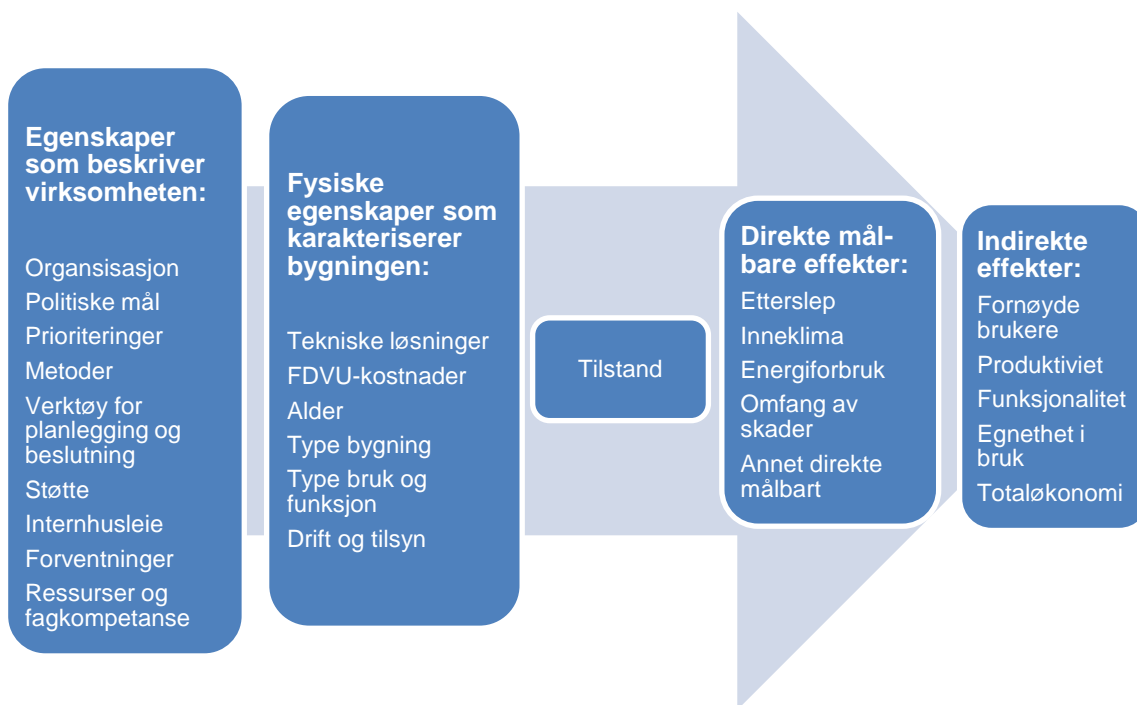 Egenskaper
som beskriver
virksomheten:
Organsisasjon
Politiske mål
Prioriteringer
Metoder
Verktøy for
planlegging og
beslutning
Støtte
Internhusleie
Forventninger
Ressurser og
fagkompetanse
Fysiske
egenskaper som
karakteriserer
bygningen:
Tekniske løsninger
FDVU-kostnader
Alder
Type bygning
Type bruk og
funksjon
Drift og tilsyn
Tilstand
Direkte mål-
bare effekter:
Etterslep
Inneklima
Energiforbruk
Omfang av
skader
Annet direkte
målbart
Indirekte
effekter:
Fornøyde
brukere
Produktiviet
Funksjonalitet
Egnethet i
bruk
Totaløkonomi